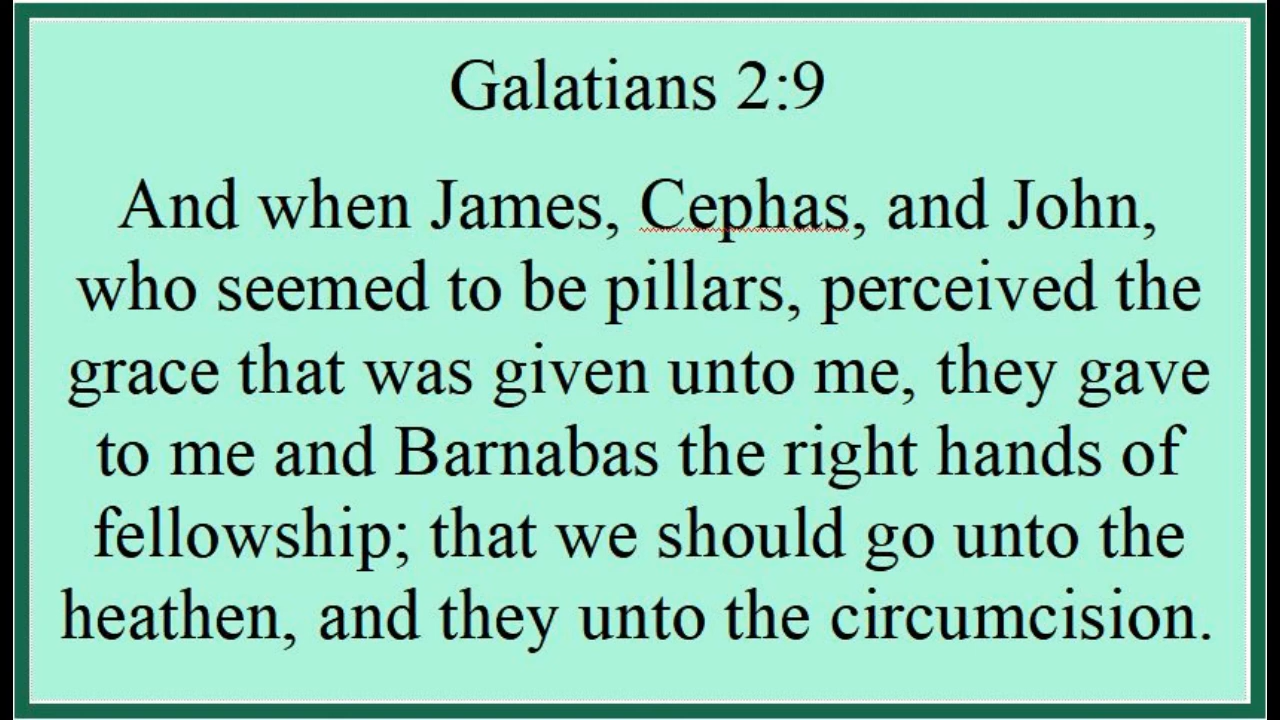 Galatians 2:9
And when James, Cephas, and John,
who seemed to be pillars, perceived the
grace that was given unto me, they gave
to me and Barnabas the right hands of
fellowship; that we should go unto the
heathen, and they unto the circumcision.